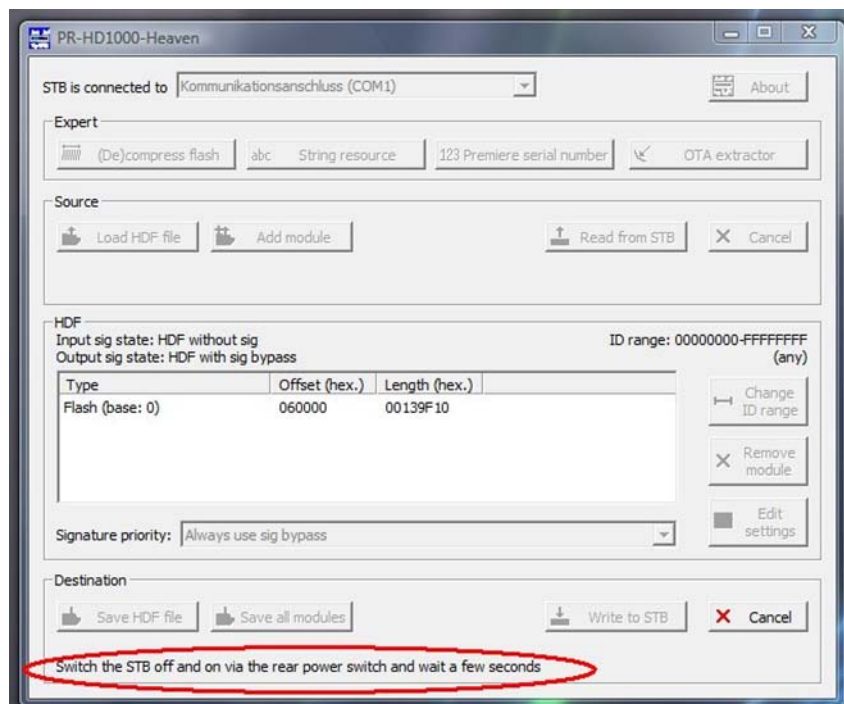 PR-HD1000-Heaven
STB is connected to Kommunikationsanschluss (COM1) About
Expert
(De)compress flash abc String resource 123 Premiere serial number OTA extractor
Source
Load HDF file Add module Read from STB Cancel
HDF
Input sig state: HDF without sig ID range: 00000000-FFFFFFFF
Output sig state: HDF with sig bypass (any)
Type Offset (hex.) Length (hex.)
Flash (base: 0) 060000 00139F10
Change
ID range
Remove
module
Edit
settings
Signature priority: Always use sig bypass
Destination
Save HDF file Save all modules Write to STB Cancel
Switch the STB off and on via the rear power switch and wait a few seconds